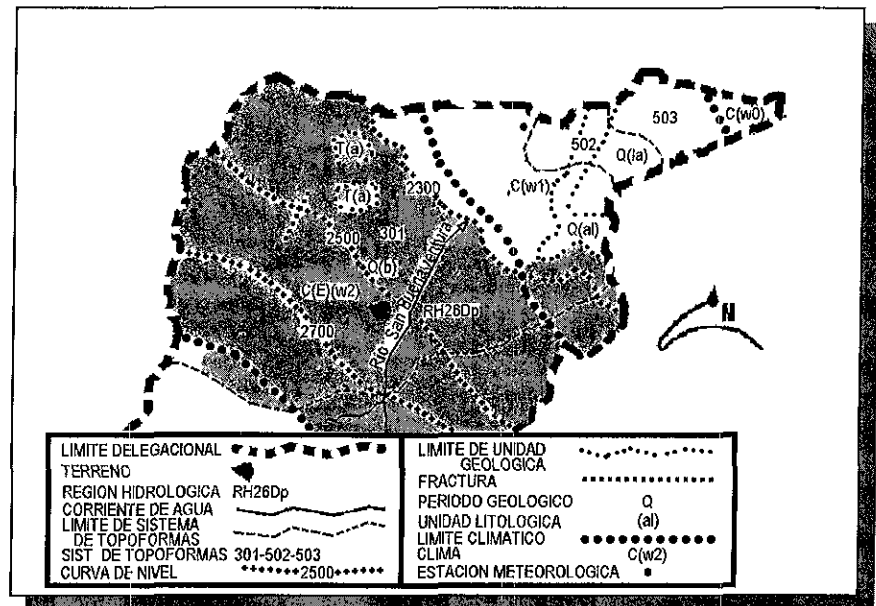 503
C(w0)
502
T(a)
Q(la)
2300
C(w1)
T(a)
2500
301
Q(al)
Q(b)
Río San Buenaventura
C(E)(w2)
RH26Dp
N
2700
LIMITE DELEGACIONAL
TERRENO
REGION HIDROLOGICA RH26Dp
CORRIENTE DE AGUA
LIMITE DE SISTEMA
DE TOPOFORMAS
SIST DE TOPOFORMAS 301-502-503
CURVA DE NIVEL 2500
LIMITE DE UNIDAD
GEOLOGICA
FRACTURA
PERIODO GEOLOGICO Q
UNIDAD LITOLOGICA (al)
LIMITE CLIMATICO
CLIMA C(w2)
ESTACION METEOROLOGICA